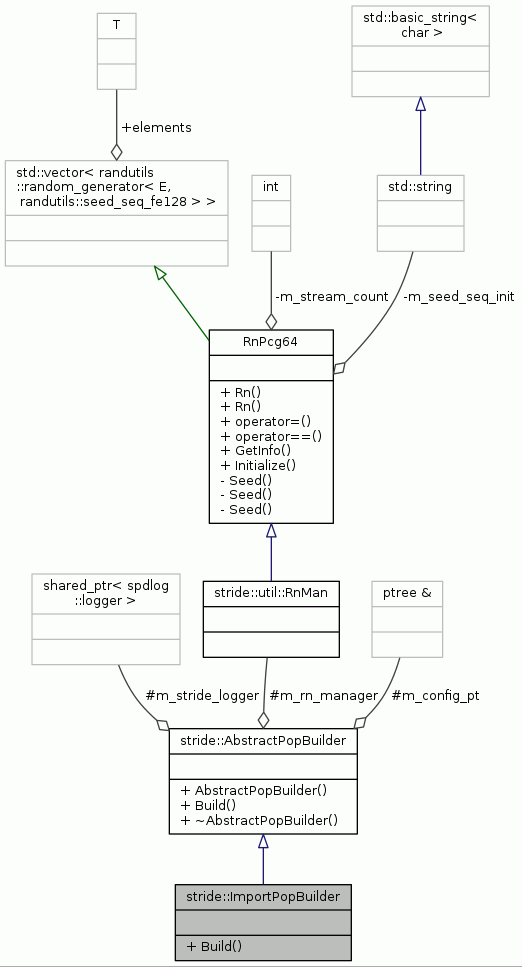 T
std::basic_string<
char >
+elements
std::vector< randutils
::random_generator< E,
randutils::seed_seq_fe128 > >
int
std::string
-m_stream_count
-m_seed_seq_init
RnPcg64
+ Rn()
+ Rn()
+ operator=()
+ operator==()
+ GetInfo()
+ Initialize()
- Seed()
- Seed()
- Seed()
shared_ptr< spdlog
::logger >
stride::util::RnMan
ptree &
#m_stride_logger
#m_rn_manager
#m_config_pt
stride::AbstractPopBuilder
+ AbstractPopBuilder()
+ Build()
+ ~AbstractPopBuilder()
stride::ImportPopBuilder
+ Build()